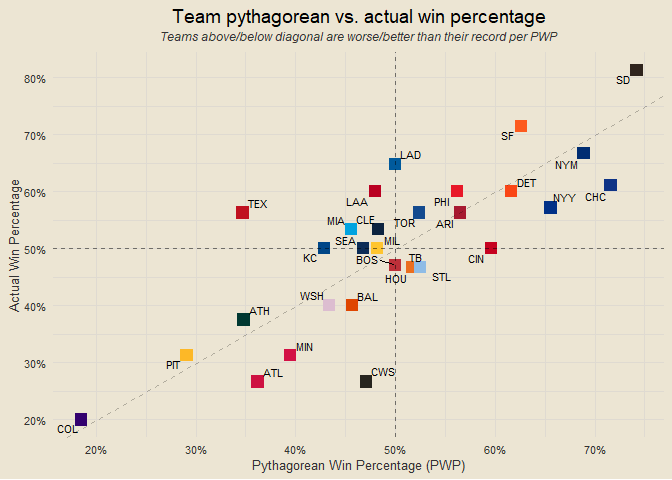 Team pythagorean vs. actual win percentage
Teams above/below diagonal are worse/better than their record per PWP
80%
SD
70%
SF
LAD
NYM
60%
LAA
PHI
DET
NYY
CHC
TEX
MIA
CLE
TOR
ARI
50%
KC
SEA
MIL
BOS
TB
CIN
HOU
STL
40%
WSH
BAL
ATH
30%
PIT
MIN
ATL
CWS
20%
COL
Actual Win Percentage
20%
30%
40%
50%
60%
70%
Pythagorean Win Percentage (PWP)